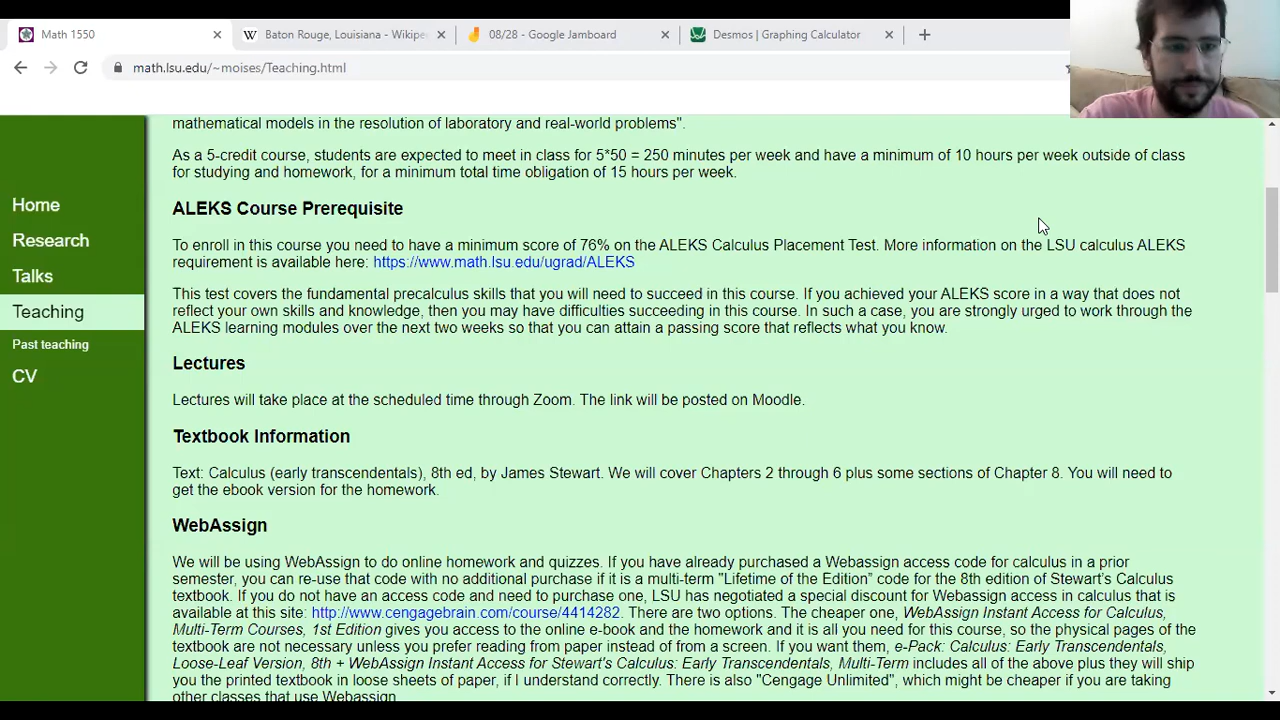 Math 1550
Baton Rouge, Louisiana - Wikipe
08/28 - Google Jamboard
Desmos | Graphing Calculator
math.lsu.edu/~moises/Teaching.html
Home
Research
Talks
Teaching
Past teaching
CV
mathematical models in the resolution of laboratory and real-world problems".
As a 5-credit course, students are expected to meet in class for 5*50 = 250 minutes per week and have a minimum of 10 hours per week outside of class
for studying and homework, for a minimum total time obligation of 15 hours per week.
ALEKS Course Prerequisite
To enroll in this course you need to have a minimum score of 76% on the ALEKS Calculus Placement Test. More information on the LSU calculus ALEKS
requirement is available here: https://www.math.lsu.edu/ugrad/ALEKS
This test covers the fundamental precalculus skills that you will need to succeed in this course. If you achieved your ALEKS score in a way that does not
reflect your own skills and knowledge, then you may have difficulties succeeding in this course. In such a case, you are strongly urged to work through the
ALEKS learning modules over the next two weeks so that you can attain a passing score that reflects what you know.
Lectures
Lectures will take place at the scheduled time through Zoom. The link will be posted on Moodle.
Textbook Information
Text: Calculus (early transcendentals), 8th ed, by James Stewart. We will cover Chapters 2 through 6 plus some sections of Chapter 8. You will need to
get the ebook version for the homework.
WebAssign
We will be using WebAssign to do online homework and quizzes. If you have already purchased a Webassign access code for calculus in a prior
semester, you can re-use that code with no additional purchase if it is a multi-term "Lifetime of the Edition" code for the 8th edition of Stewart's Calculus
textbook. If you do not have an access code and need to purchase one, LSU has negotiated a special discount for Webassign access in calculus that is
available at this site: http://www.cengagebrain.com/course/4414282. There are two options. The cheaper one, WebAssign Instant Access for Calculus,
Multi-Term Courses, 1st Edition gives you access to the online e-book and the homework and it is all you need for this course, so the physical pages of the
textbook are not necessary unless you prefer reading from paper instead of from a screen. If you want them, e-Pack: Calculus: Early Transcendentals,
Loose-Leaf Version, 8th + WebAssign Instant Access for Stewart's Calculus: Early Transcendentals, Multi-Term includes all of the above plus they will ship
you the printed textbook in loose sheets of paper, if I understand correctly. There is also "Cengage Unlimited", which might be cheaper if you are taking
other classes that use Webassign